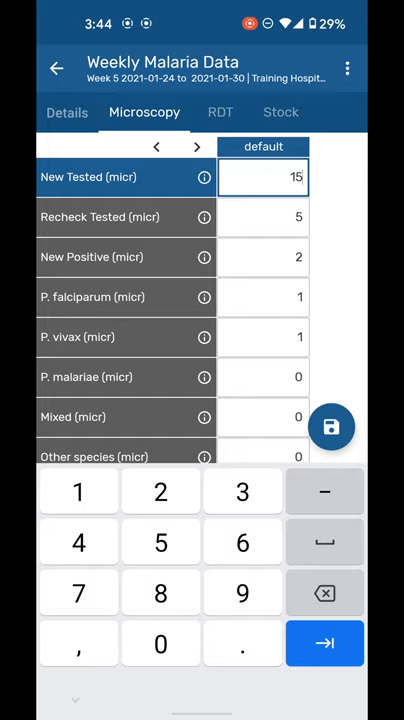 3:44 29%
Weekly Malaria Data
Week 5 2021-01-24 to 2021-01-30 | Training Hospit...
Details Microscopy RDT Stock
default
New Tested (micr) 15
Recheck Tested (micr) 5
New Positive (micr) 2
P. falciparum (micr) 1
P. vivax (micr) 1
P. malariae (micr) 0
Mixed (micr) 0
Other species (micr) 0
1 2 3 -
4 5 6
7 8 9
, 0 .